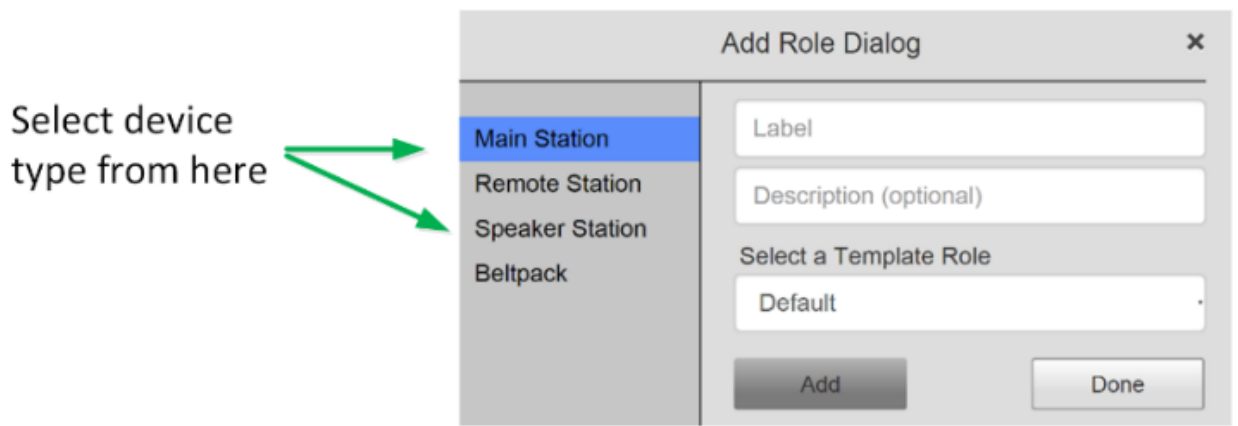 Add Role Dialog ×
Select device
type from here
Main Station
Remote Station
Speaker Station
Beltpack
Label
Description (optional)
Select a Template Role
Default
Add
Done